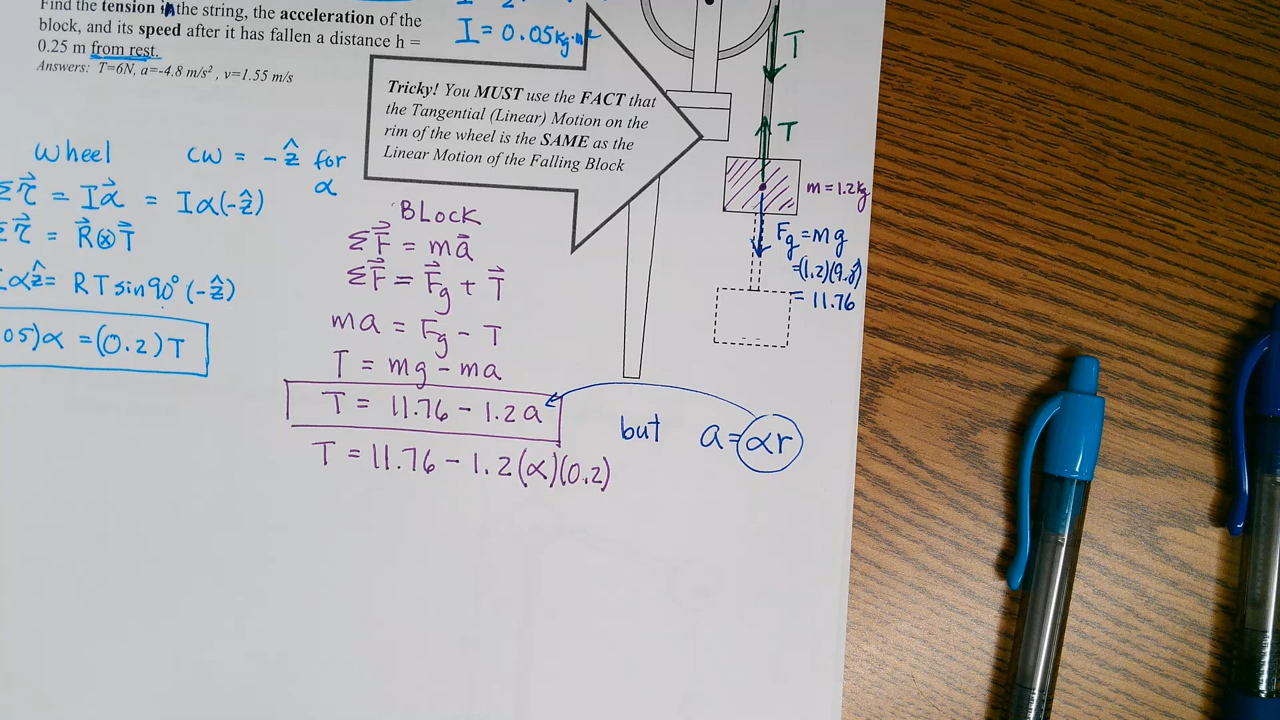 Find the tension in the string, the acceleration of the
block, and its speed after it has fallen a distance h =
0.25 m from rest.
Answers: T=6N, a=-4.8 m/s², v=1.55 m/s
I = 0.05 kg·m²
Tricky! You MUST use the FACT that
the Tangential (Linear) Motion on the
rim of the wheel is the SAME as the
Linear Motion of the Falling Block
T
T
m = 1.2kg
Fg = mg
=(1.2)(9.8)
= 11.76
Wheel CW = -ẑ for α
Στ⃗ = Iα⃗ = Iα(-ẑ)
Στ⃗ = R⃗⊗T⃗
Iαẑ = RT sin90° (-ẑ)
05)α = (0.2)T
BLOCK
ΣF⃗ = ma⃗
ΣF⃗ = F⃗g + T⃗
ma = Fg - T
T = mg - ma
T = 11.76 - 1.2a
but a = αr
T = 11.76 - 1.2(α)(0.2)